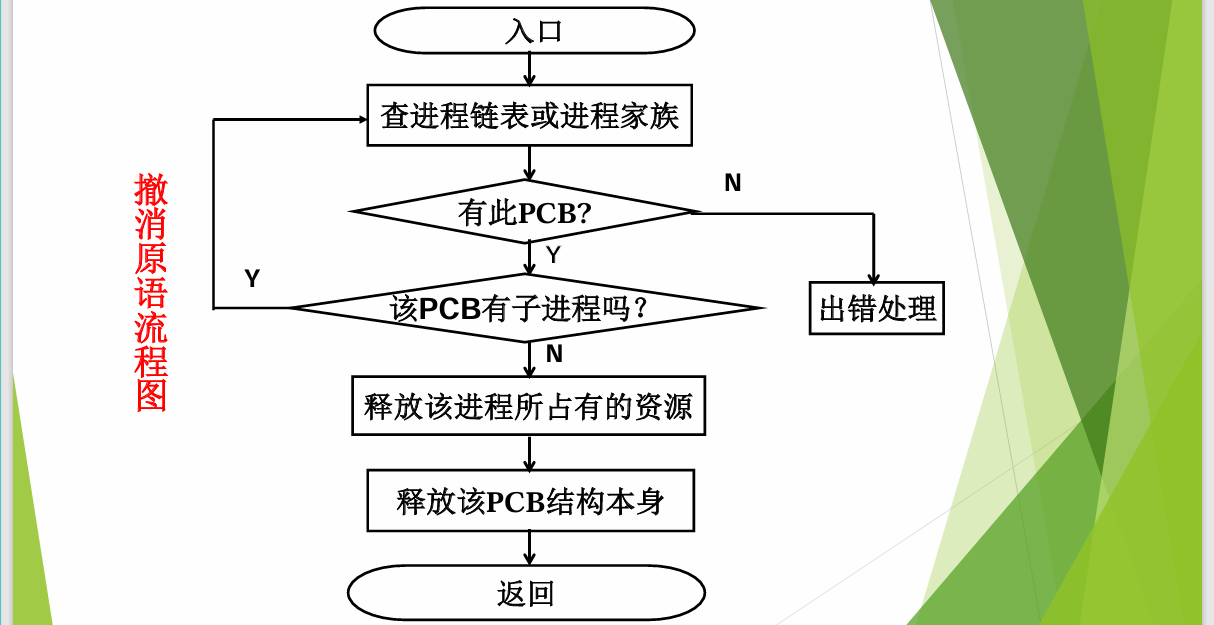 入口
查进程链表或进程家族
N
有此PCB?
Y
Y
该PCB有子进程吗?
出错处理
N
释放该进程所占有的资源
释放该PCB结构本身
返回
撤消原语流程图